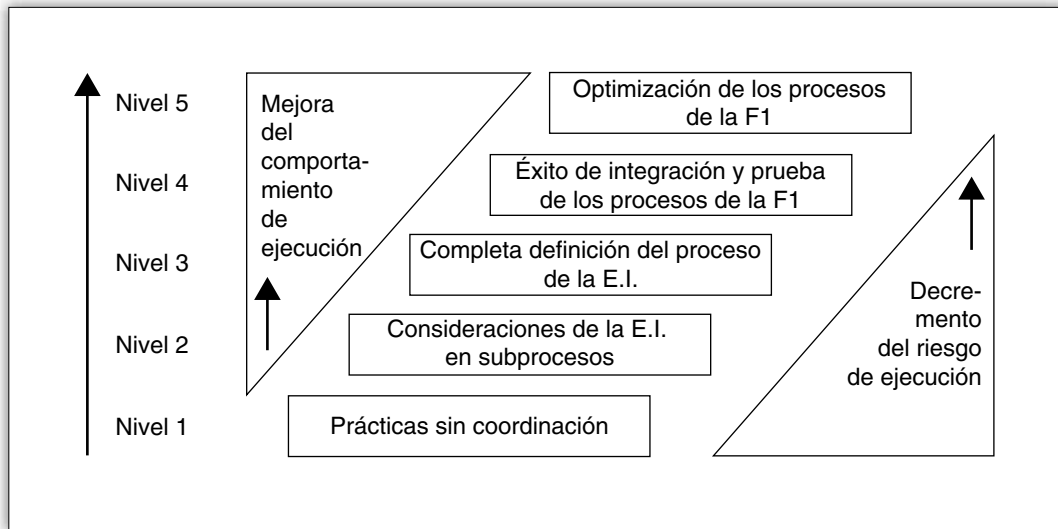 Nivel 5
Mejora
del
comporta-
miento
de
ejecución
Optimización de los procesos
de la F1
Nivel 4
Éxito de integración y prueba
de los procesos de la F1
Nivel 3
Completa definición del proceso
de la E.I.
Nivel 2
Consideraciones de la E.I.
en subprocesos
Decre-
mento
del riesgo
de ejecución
Nivel 1
Prácticas sin coordinación